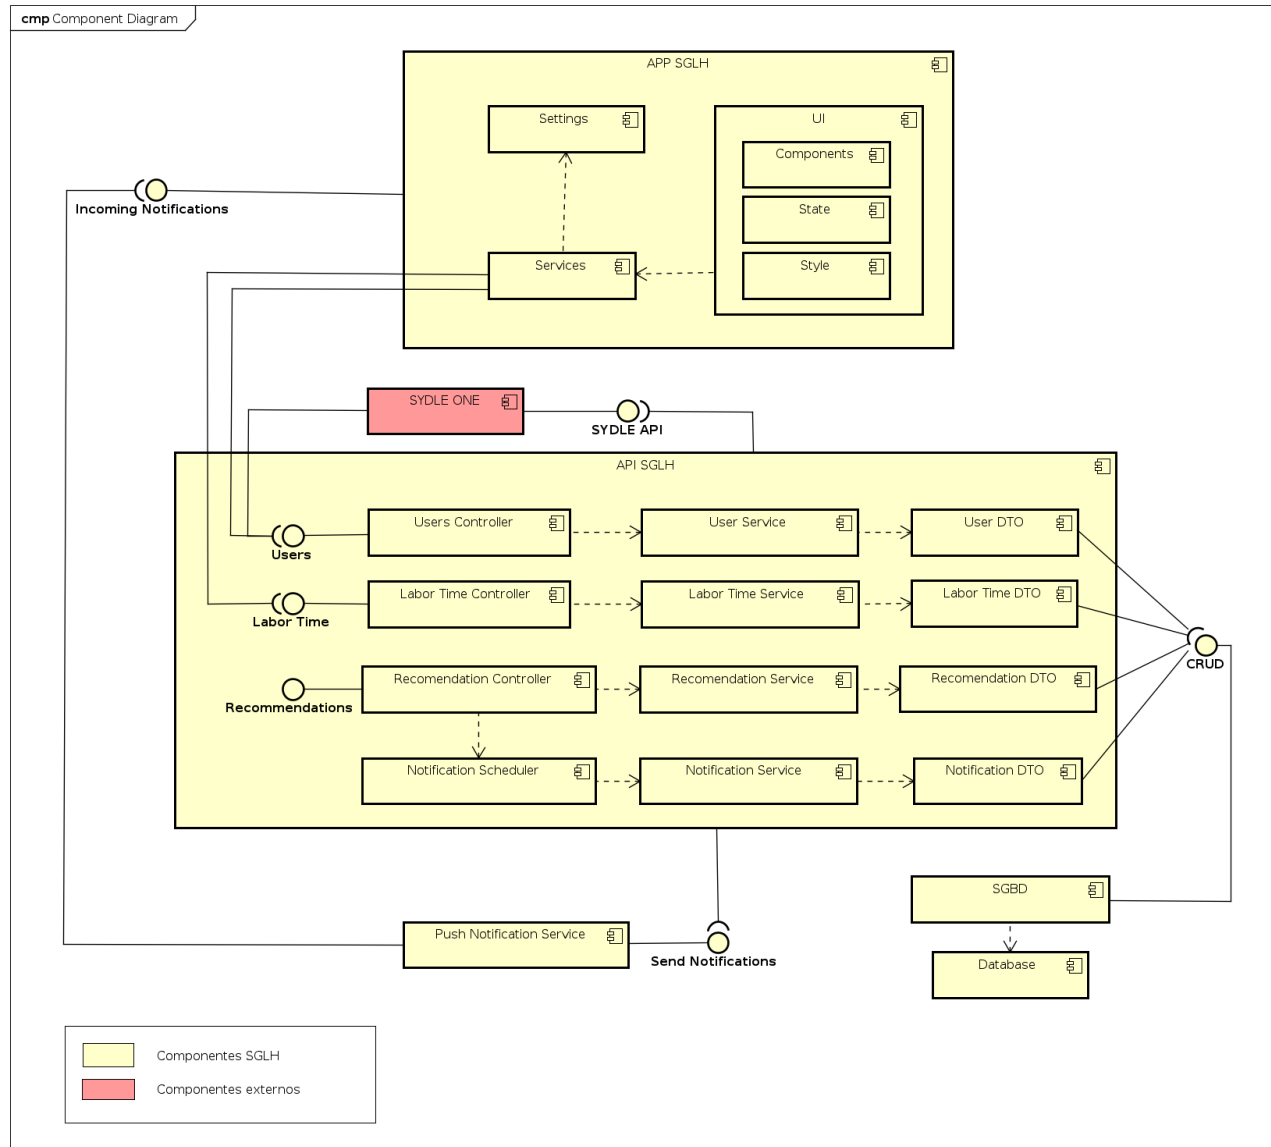 cmp Component Diagram
APP SGLH
Settings
UI
Components
State
Style
Services
Incoming Notifications
SYDLE ONE
SYDLE API
API SGLH
Users Controller
User Service
User DTO
Users
Labor Time Controller
Labor Time Service
Labor Time DTO
Labor Time
Recomendation Controller
Recomendation Service
Recomendation DTO
Recommendations
CRUD
Notification Scheduler
Notification Service
Notification DTO
SGBD
Push Notification Service
Send Notifications
Database
Componentes SGLH
Componentes externos